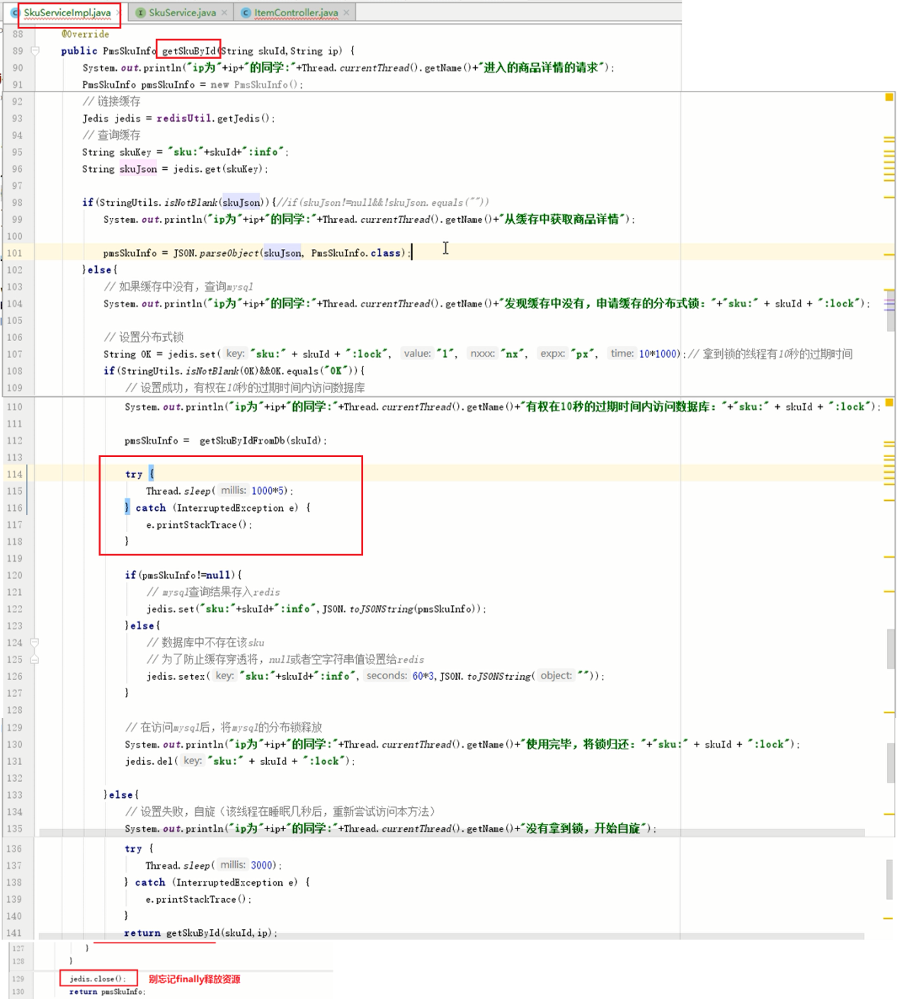 SkuServiceImpl.java × SkuService.java × ItemController.java ×
88 @Override
89 public PmsSkuInfo getSkuById(String skuId,String ip) {
90 System.out.println("ip为"+ip+"的同学:"+Thread.currentThread().getName()+"进入的商品详情的请求");
91 PmsSkuInfo pmsSkuInfo = new PmsSkuInfo();
92 // 链接缓存
93 Jedis jedis = redisUtil.getJedis();
94 // 查询缓存
95 String skuKey = "sku:"+skuId+":info";
96 String skuJson = jedis.get(skuKey);
97
98 if(StringUtils.isNotBlank(skuJson)){//if(skuJson!=null&&!skuJson.equals(""))
99 System.out.println("ip为"+ip+"的同学:"+Thread.currentThread().getName()+"从缓存中获取商品详情");
100
101 pmsSkuInfo = JSON.parseObject(skuJson, PmsSkuInfo.class);
102 }else{
103 // 如果缓存中没有，查询mysql
104 System.out.println("ip为"+ip+"的同学:"+Thread.currentThread().getName()+"发现缓存中没有，申请缓存的分布式锁："+"sku:" + skuId + ":lock");
105
106 // 设置分布式锁
107 String OK = jedis.set( key: "sku:" + skuId + ":lock", value: "1", nxxx: "nx", expx: "px", time: 10*1000);// 拿到锁的线程有10秒的过期时间
108 if(StringUtils.isNotBlank(OK)&&OK.equals("OK")){
109 // 设置成功，有权在10秒的过期时间内访问数据库
110 System.out.println("ip为"+ip+"的同学:"+Thread.currentThread().getName()+"有权在10秒的过期时间内访问数据库："+"sku:" + skuId + ":lock");
111
112 pmsSkuInfo = getSkuByIdFromDb(skuId);
113
114 try {
115 Thread.sleep( millis: 1000*5);
116 } catch (InterruptedException e) {
117 e.printStackTrace();
118 }
119
120 if(pmsSkuInfo!=null){
121 // mysql查询结果存入redis
122 jedis.set("sku:"+skuId+":info",JSON.toJSONString(pmsSkuInfo));
123 }else{
124 // 数据库中不存在该sku
125 // 为了防止缓存穿透将，null或者空字符串值设置给redis
126 jedis.setex( key: "sku:"+skuId+":info", seconds: 60*3,JSON.toJSONString( object: ""));
127 }
128
129 // 在访问mysql后，将mysql的分布锁释放
130 System.out.println("ip为"+ip+"的同学:"+Thread.currentThread().getName()+"使用完毕，将锁归还："+"sku:" + skuId + ":lock");
131 jedis.del( key: "sku:" + skuId + ":lock");
132
133 }else{
134 // 设置失败，自旋（该线程在睡眠几秒后，重新尝试访问本方法）
135 System.out.println("ip为"+ip+"的同学:"+Thread.currentThread().getName()+"没有拿到锁，开始自旋");
136 try {
137 Thread.sleep( millis: 3000);
138 } catch (InterruptedException e) {
139 e.printStackTrace();
140 }
141 return getSkuById(skuId,ip);
127 }
128 }
129 jedis.close(); 别忘记finally释放资源
130 return pmsSkuInfo;